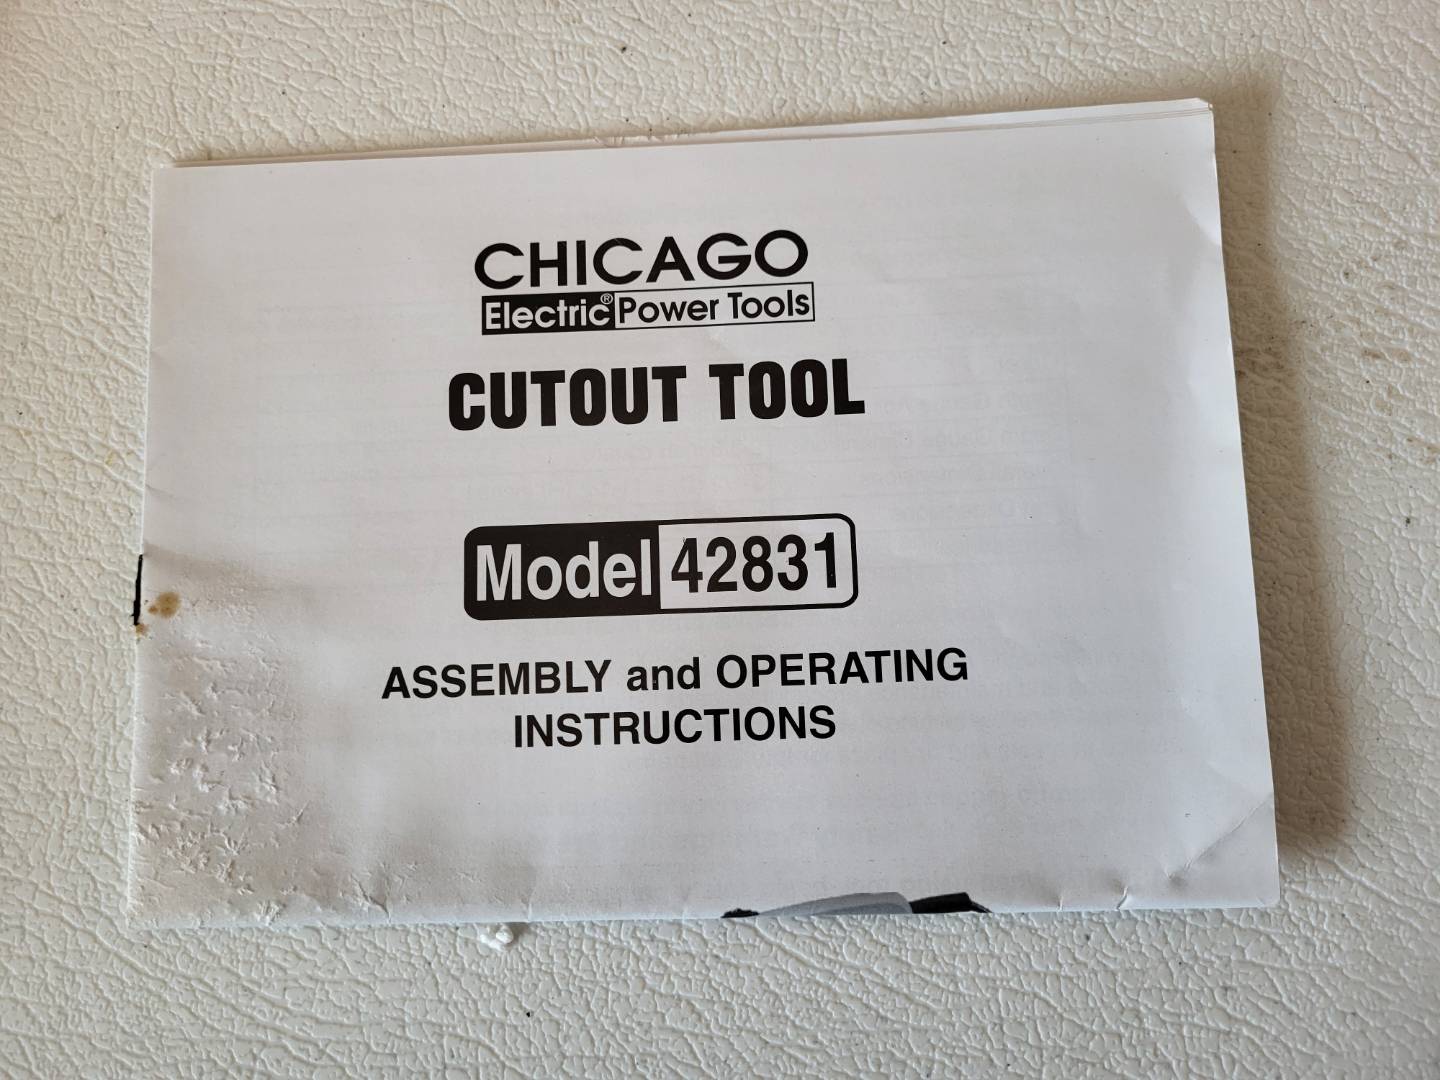 CHICAGO
Electric® Power Tools
CUTOUT TOOL
Model 42831
ASSEMBLY and OPERATING
INSTRUCTIONS